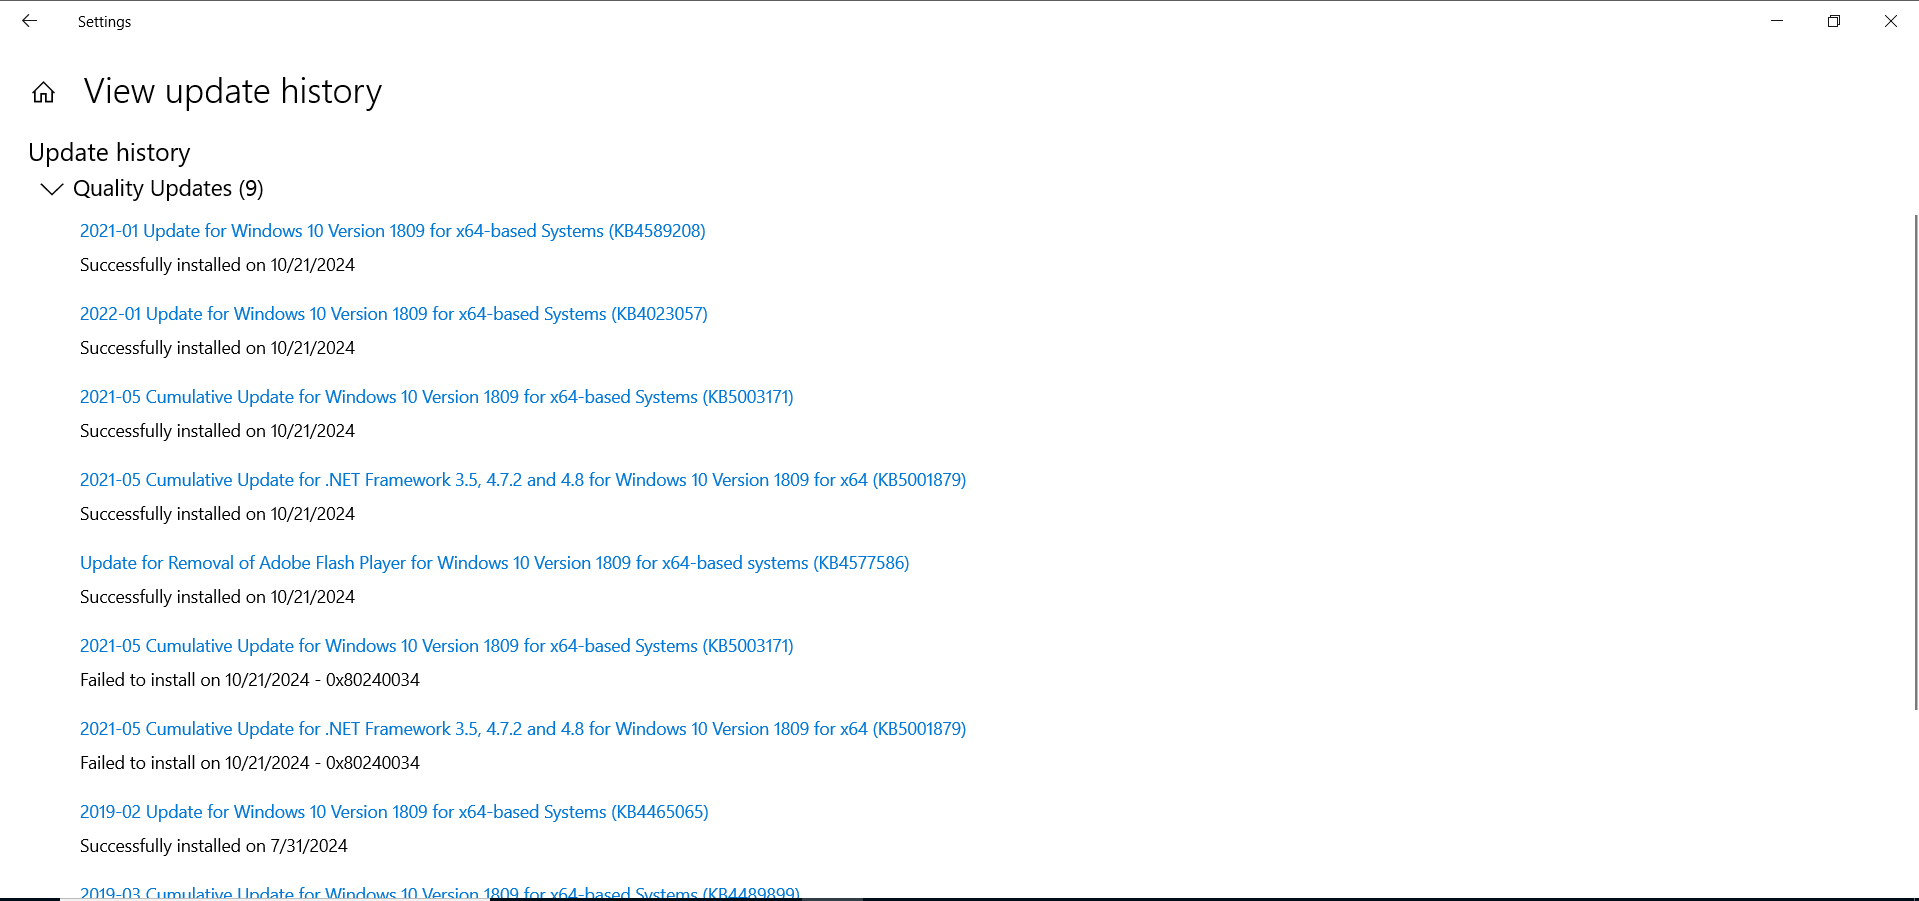 Settings
View update history
Update history
Quality Updates (9)
2021-01 Update for Windows 10 Version 1809 for x64-based Systems (KB4589208)
Successfully installed on 10/21/2024
2022-01 Update for Windows 10 Version 1809 for x64-based Systems (KB4023057)
Successfully installed on 10/21/2024
2021-05 Cumulative Update for Windows 10 Version 1809 for x64-based Systems (KB5003171)
Successfully installed on 10/21/2024
2021-05 Cumulative Update for .NET Framework 3.5, 4.7.2 and 4.8 for Windows 10 Version 1809 for x64 (KB5001879)
Successfully installed on 10/21/2024
Update for Removal of Adobe Flash Player for Windows 10 Version 1809 for x64-based systems (KB4577586)
Successfully installed on 10/21/2024
2021-05 Cumulative Update for Windows 10 Version 1809 for x64-based Systems (KB5003171)
Failed to install on 10/21/2024 - 0x80240034
2021-05 Cumulative Update for .NET Framework 3.5, 4.7.2 and 4.8 for Windows 10 Version 1809 for x64 (KB5001879)
Failed to install on 10/21/2024 - 0x80240034
2019-02 Update for Windows 10 Version 1809 for x64-based Systems (KB4465065)
Successfully installed on 7/31/2024
2019-03 Cumulative Update for Windows 10 Version 1809 for x64-based Systems (KB4489899)